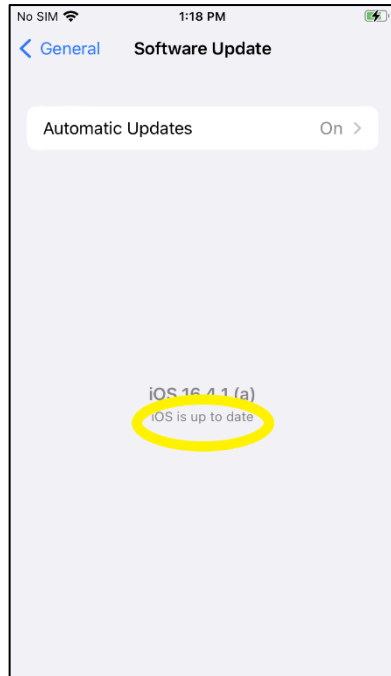 No SIM 1:18 PM
General Software Update
Automatic Updates On
iOS 16.4.1 (a)
iOS is up to date